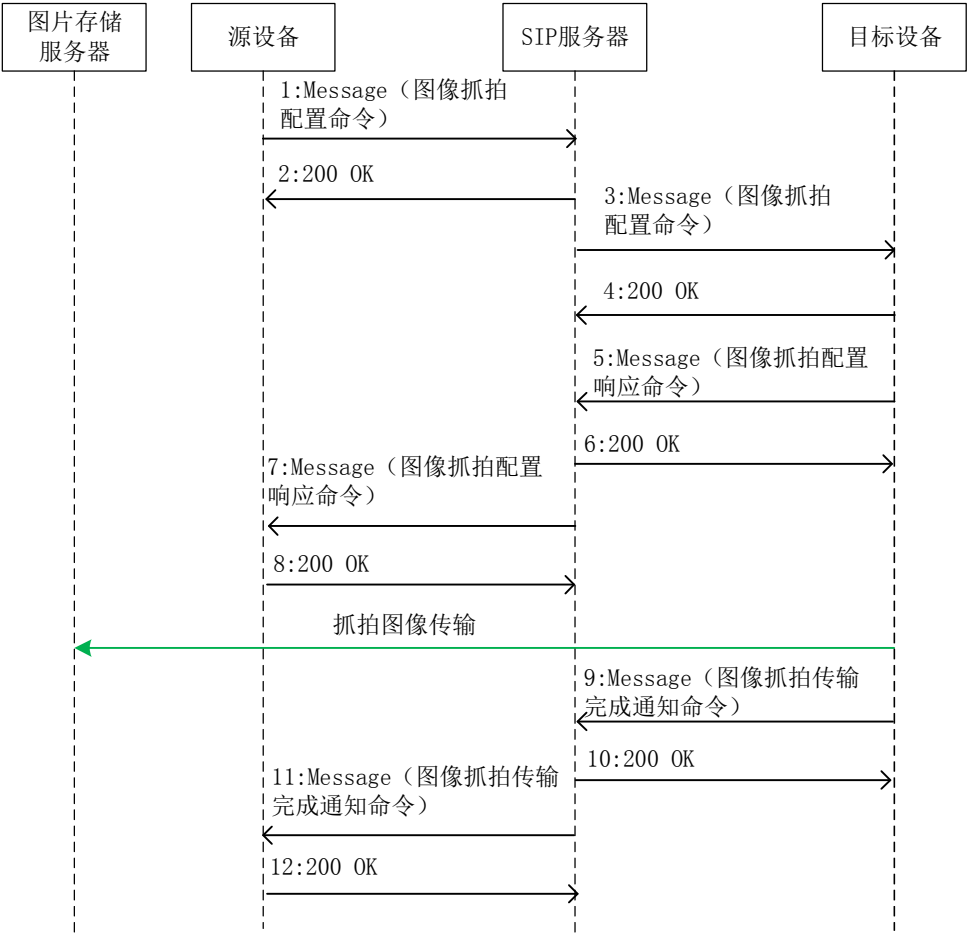 图片存储
服务器
源设备
SIP服务器
目标设备
1:Message（图像抓拍
配置命令）
2:200 OK
3:Message（图像抓拍
配置命令）
4:200 OK
5:Message（图像抓拍配置
响应命令）
6:200 OK
7:Message（图像抓拍配置
响应命令）
8:200 OK
抓拍图像传输
9:Message（图像抓拍传输
完成通知命令）
10:200 OK
11:Message（图像抓拍传输
完成通知命令）
12:200 OK